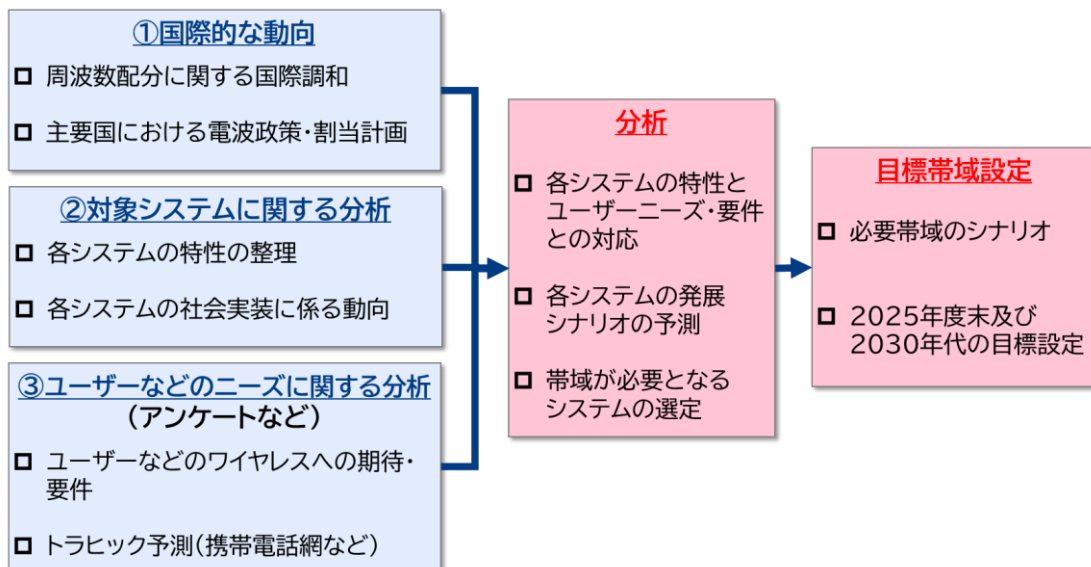 ①国際的な動向
周波数配分に関する国際調和
主要国における電波政策・割当計画
②対象システムに関する分析
各システムの特性の整理
各システムの社会実装に係る動向
③ユーザーなどのニーズに関する分析
(アンケートなど)
ユーザーなどのワイヤレスへの期待・
要件
トラヒック予測(携帯電話網など)
分析
各システムの特性と
ユーザーニーズ・要件
との対応
各システムの発展
シナリオの予測
帯域が必要となる
システムの選定
目標帯域設定
必要帯域のシナリオ
2025年度末及び
2030年代の目標設定